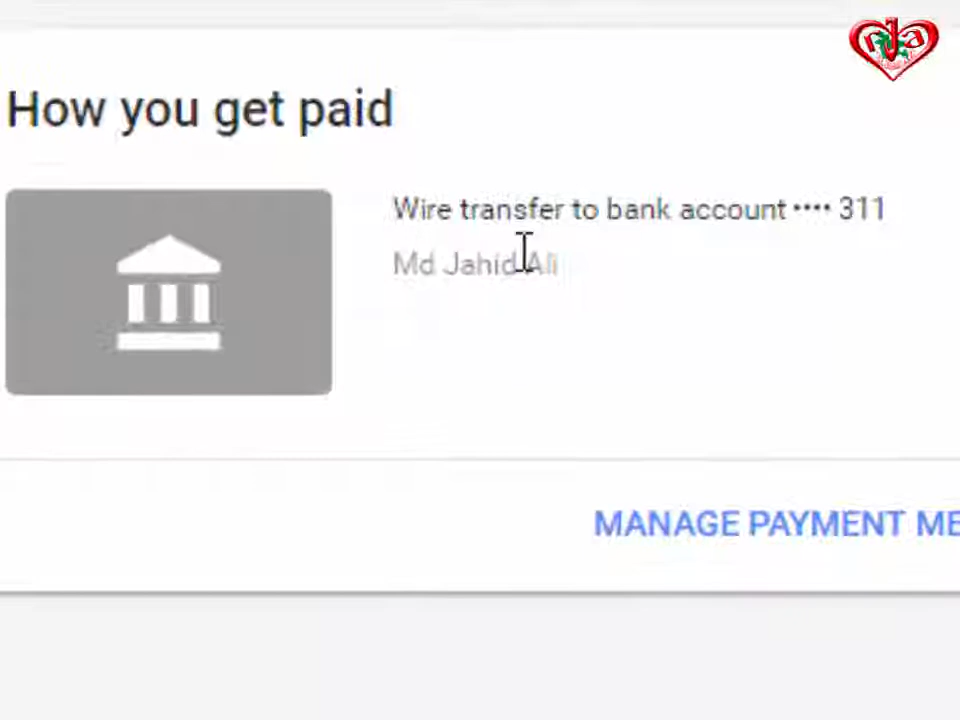 How you get paid
Wire transfer to bank account •••• 311
Md Jahid Ali
MANAGE PAYMENT ME